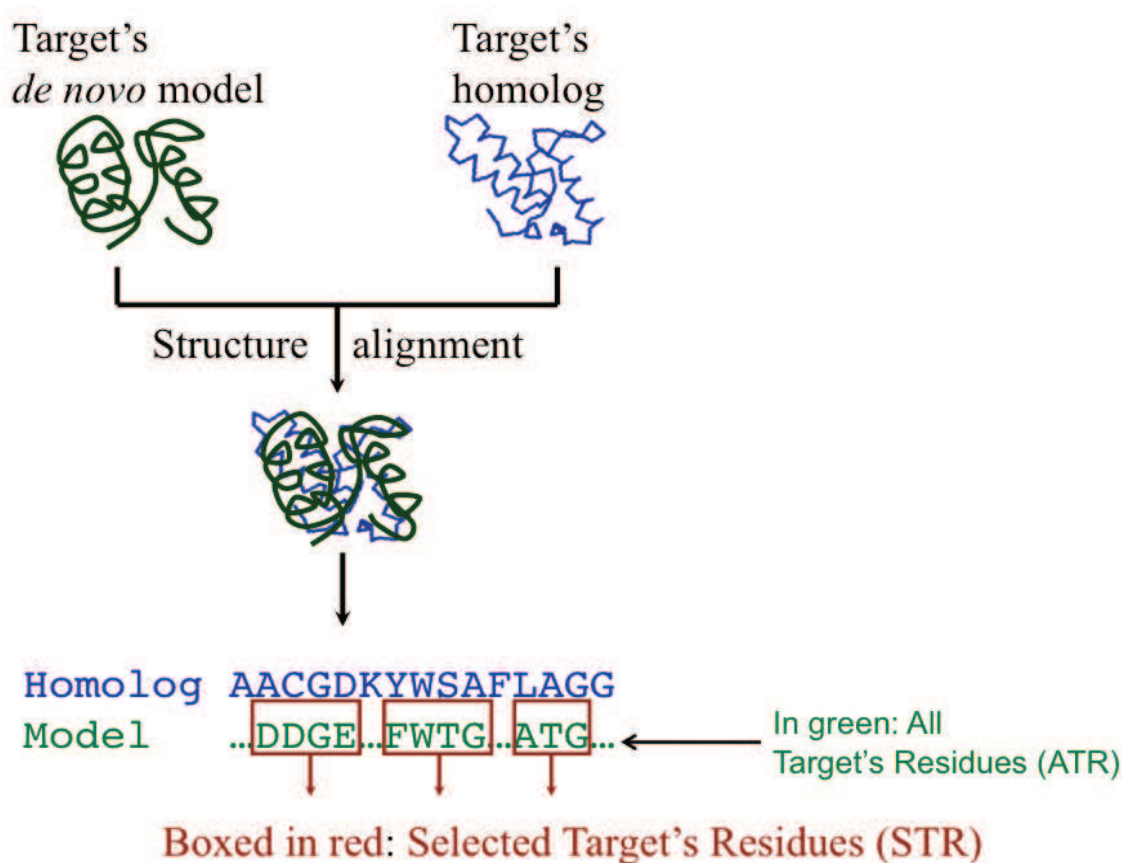 Target's
de novo model
Target's
homolog
Structure alignment
Homolog AACGDKYWSAFLAGG
Model …DDGE…FWTG…ATG…
In green: All
Target's Residues (ATR)
Boxed in red: Selected Target's Residues (STR)